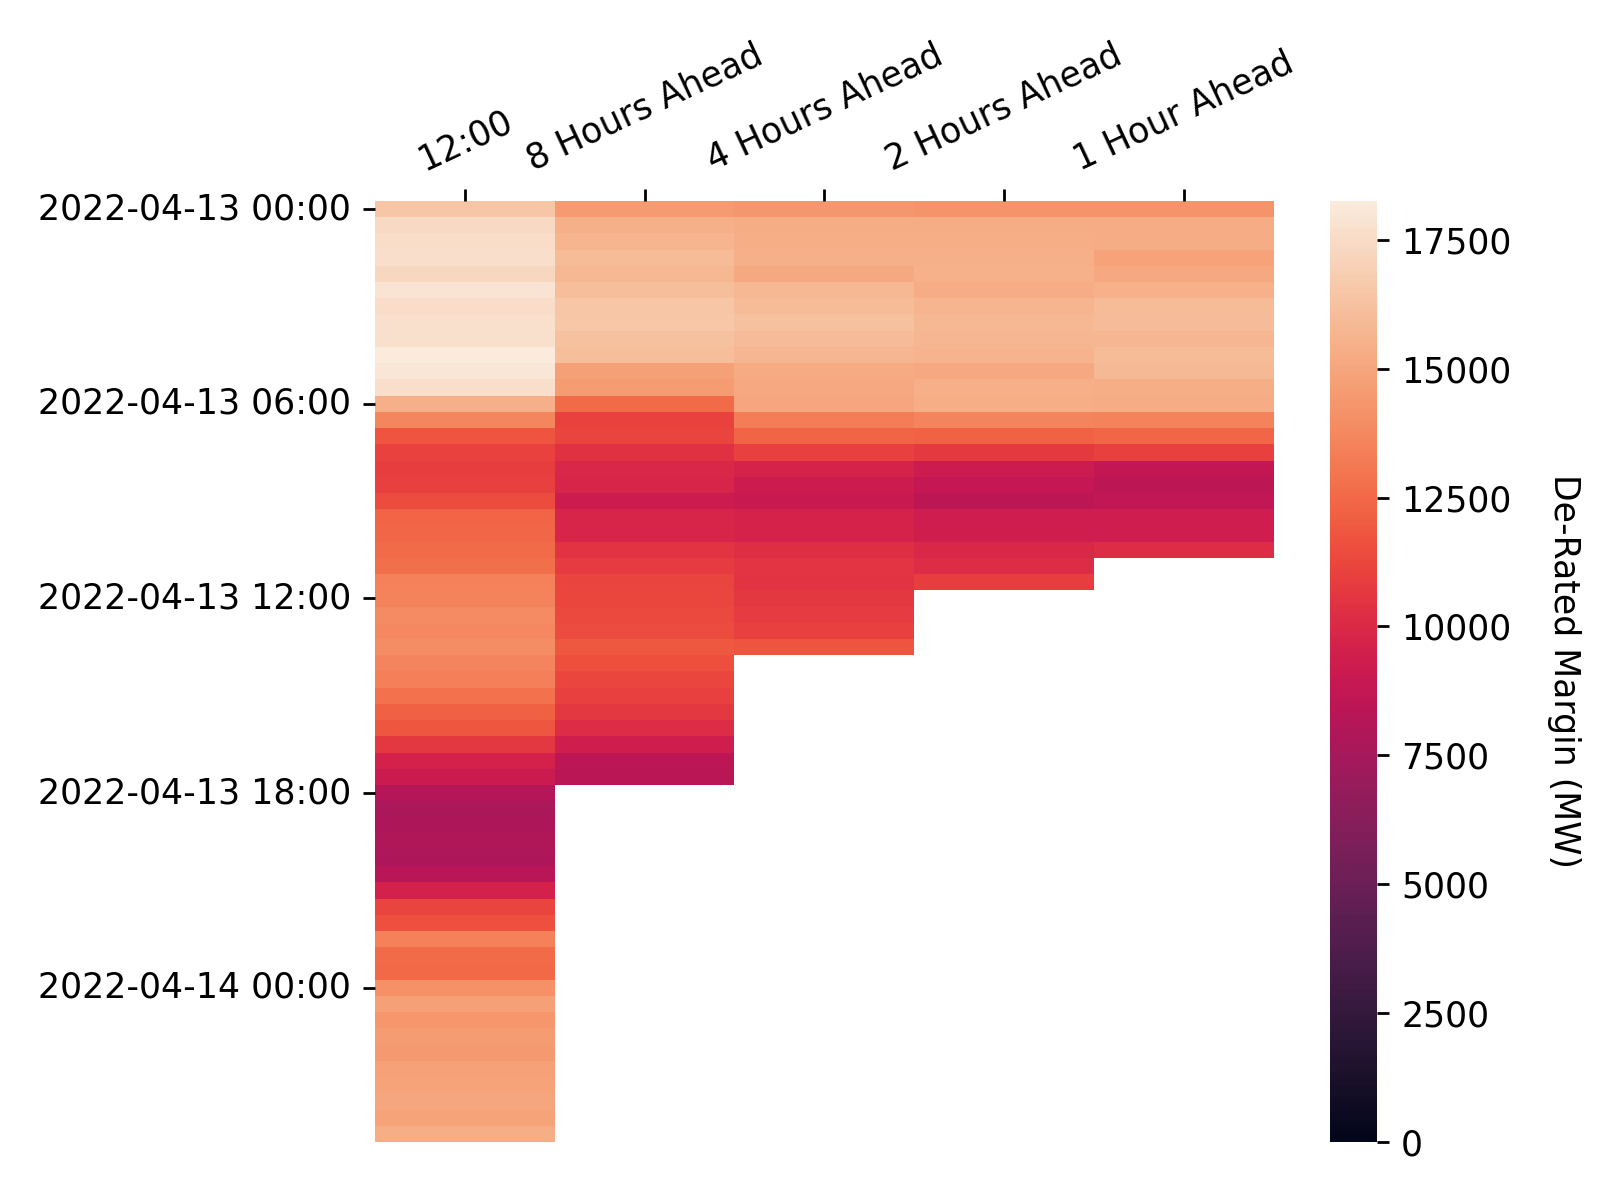 12:00
8 Hours Ahead
4 Hours Ahead
2 Hours Ahead
1 Hour Ahead
2022-04-13 00:00
2022-04-13 06:00
2022-04-13 12:00
2022-04-13 18:00
2022-04-14 00:00
17500
15000
12500
10000
7500
5000
2500
0
De-Rated Margin (MW)